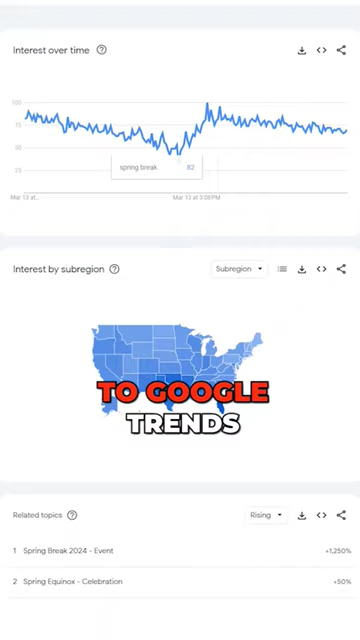 Interest over time
100
75
50
25
spring break 82
Mar 13 at...
Mar 13 at 3:08 PM
Interest by subregion
Subregion
TO GOOGLE
TRENDS
Related topics
Rising
1 Spring Break 2024 - Event +1,250%
2 Spring Equinox - Celebration +50%